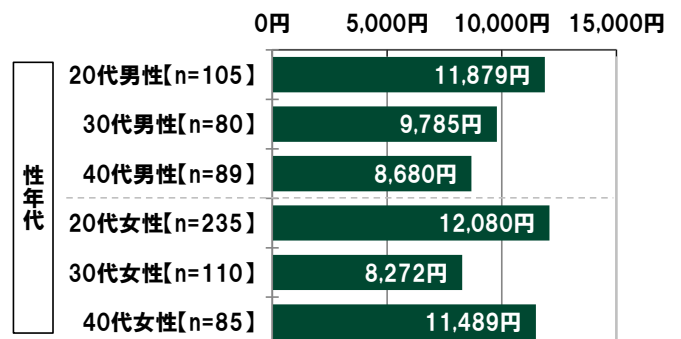 0円 5,000円 10,000円 15,000円
性年代
20代男性【n=105】 11,879円
30代男性【n=80】 9,785円
40代男性【n=89】 8,680円
20代女性【n=235】 12,080円
30代女性【n=110】 8,272円
40代女性【n=85】 11,489円